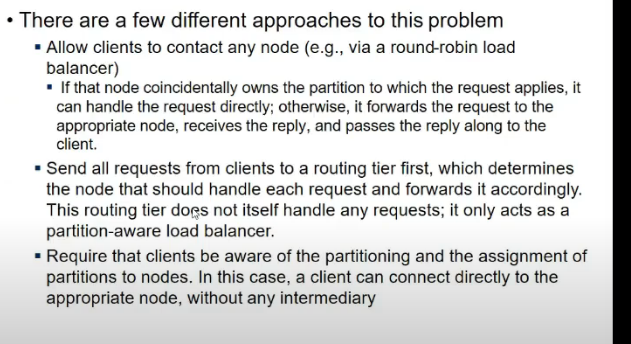 • There are a few different approaches to this problem
▪ Allow clients to contact any node (e.g., via a round-robin load
balancer)
▪ If that node coincidentally owns the partition to which the request applies, it
can handle the request directly; otherwise, it forwards the request to the
appropriate node, receives the reply, and passes the reply along to the
client.
▪ Send all requests from clients to a routing tier first, which determines
the node that should handle each request and forwards it accordingly.
This routing tier does not itself handle any requests; it only acts as a
partition-aware load balancer.
▪ Require that clients be aware of the partitioning and the assignment of
partitions to nodes. In this case, a client can connect directly to the
appropriate node, without any intermediary